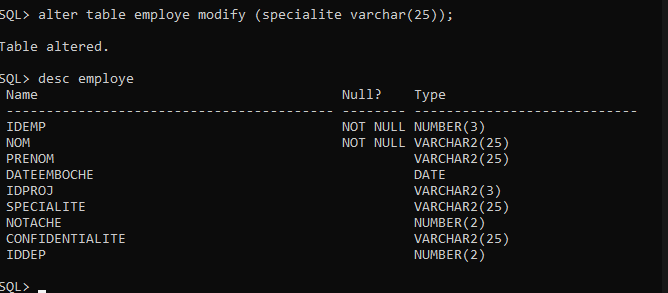 SQL> alter table employe modify (specialite varchar(25));
Table altered.
SQL> desc employe
Name Null? Type
----------------------------------------- -------- ----------------------------
IDEMP NOT NULL NUMBER(3)
NOM NOT NULL VARCHAR2(25)
PRENOM VARCHAR2(25)
DATEEMBOCHE DATE
IDPROJ VARCHAR2(3)
SPECIALITE VARCHAR2(25)
NOTACHE NUMBER(2)
CONFIDENTIALITE VARCHAR2(25)
IDDEP NUMBER(2)
SQL>